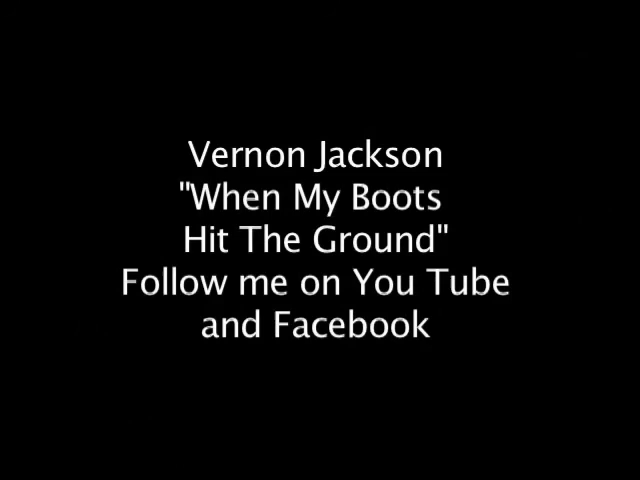 Vernon Jackson
"When My Boots
Hit The Ground"
Follow me on You Tube
and Facebook